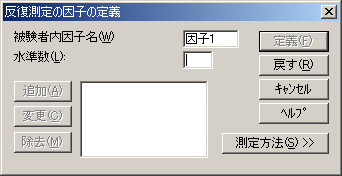 反復測定の因子の定義
被験者内因子名(W)
因子1
定義(F)
水準数(L):
戻す(R)
追加(A)
キャンセル
変更(C)
ヘルプ
除去(M)
測定方法(S) >>